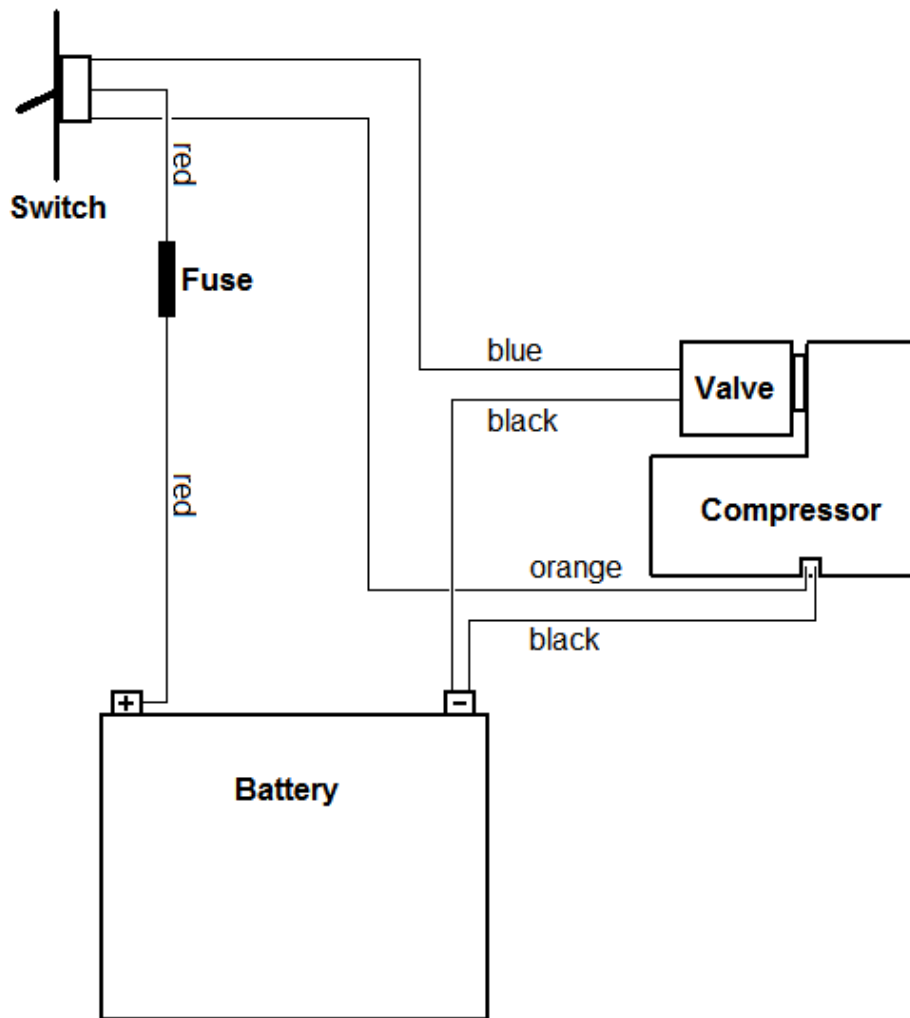 red
Switch
Fuse
blue
Valve
black
red
Compressor
orange
black
+
-
Battery